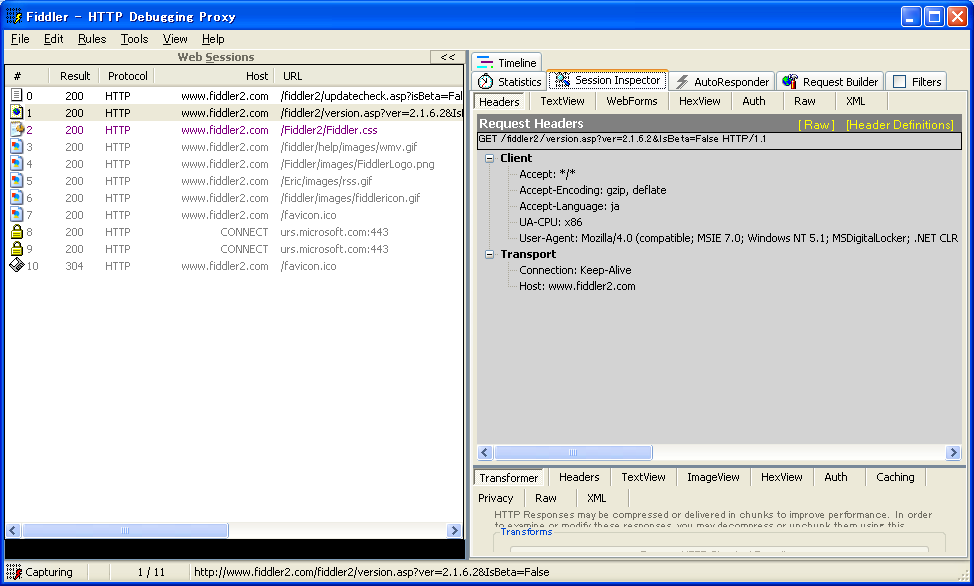 Fiddler - HTTP Debugging Proxy
File Edit Rules Tools View Help
Web Sessions <<
# Result Protocol Host URL
0 200 HTTP www.fiddler2.com /fiddler2/updatecheck.asp?isBeta=Fal
1 200 HTTP www.fiddler2.com /fiddler2/version.asp?ver=2.1.6.2&Is
2 200 HTTP www.fiddler2.com /Fiddler2/Fiddler.css
3 200 HTTP www.fiddler2.com /fiddler/help/images/wmv.gif
4 200 HTTP www.fiddler2.com /Fiddler/images/FiddlerLogo.png
5 200 HTTP www.fiddler2.com /Eric/images/rss.gif
6 200 HTTP www.fiddler2.com /fiddler/images/fiddlericon.gif
7 200 HTTP www.fiddler2.com /favicon.ico
8 200 HTTP CONNECT urs.microsoft.com:443
9 200 HTTP CONNECT urs.microsoft.com:443
10 304 HTTP www.fiddler2.com /favicon.ico
Timeline
Statistics Session Inspector AutoResponder Request Builder Filters
Headers TextView WebForms HexView Auth Raw XML
Request Headers [ Raw ] [Header Definitions]
GET /fiddler2/version.asp?ver=2.1.6.2&IsBeta=False HTTP/1.1
Client
Accept: */*
Accept-Encoding: gzip, deflate
Accept-Language: ja
UA-CPU: x86
User-Agent: Mozilla/4.0 (compatible; MSIE 7.0; Windows NT 5.1; MSDigitalLocker; .NET CLR
Transport
Connection: Keep-Alive
Host: www.fiddler2.com
Transformer Headers TextView ImageView HexView Auth Caching
Privacy Raw XML
HTTP Responses may be compressed or delivered in chunks to improve performance. In order
to examine or modify these responses, you may decompress or unchunk them using this
Transforms
Capturing 1 / 11 http://www.fiddler2.com/fiddler2/version.asp?ver=2.1.6.2&IsBeta=False